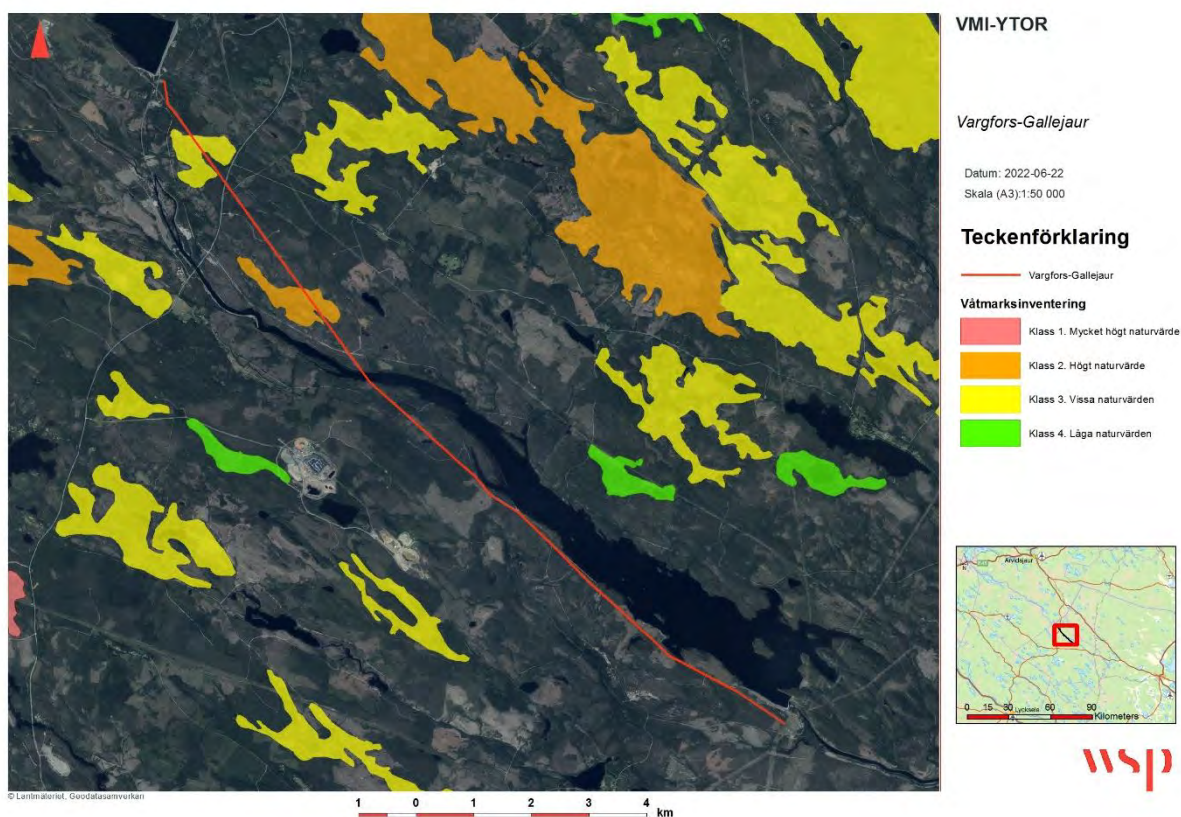 VMI-YTOR
Vargfors-Gallejaur
Datum: 2022-06-22
Skala (A3):1:50 000
Teckenförklaring
Vargfors-Gallejaur
Våtmarksinventering
Klass 1. Mycket högt naturvärde
Klass 2. Högt naturvärde
Klass 3. Vissa naturvärden
Klass 4. Låga naturvärden
Arvidsjaur
Lycksele
0 15 30 60 90
Kilometers
wsp
© Lantmäteriet, Geodatasamverkan
1 0 1 2 3 4
km